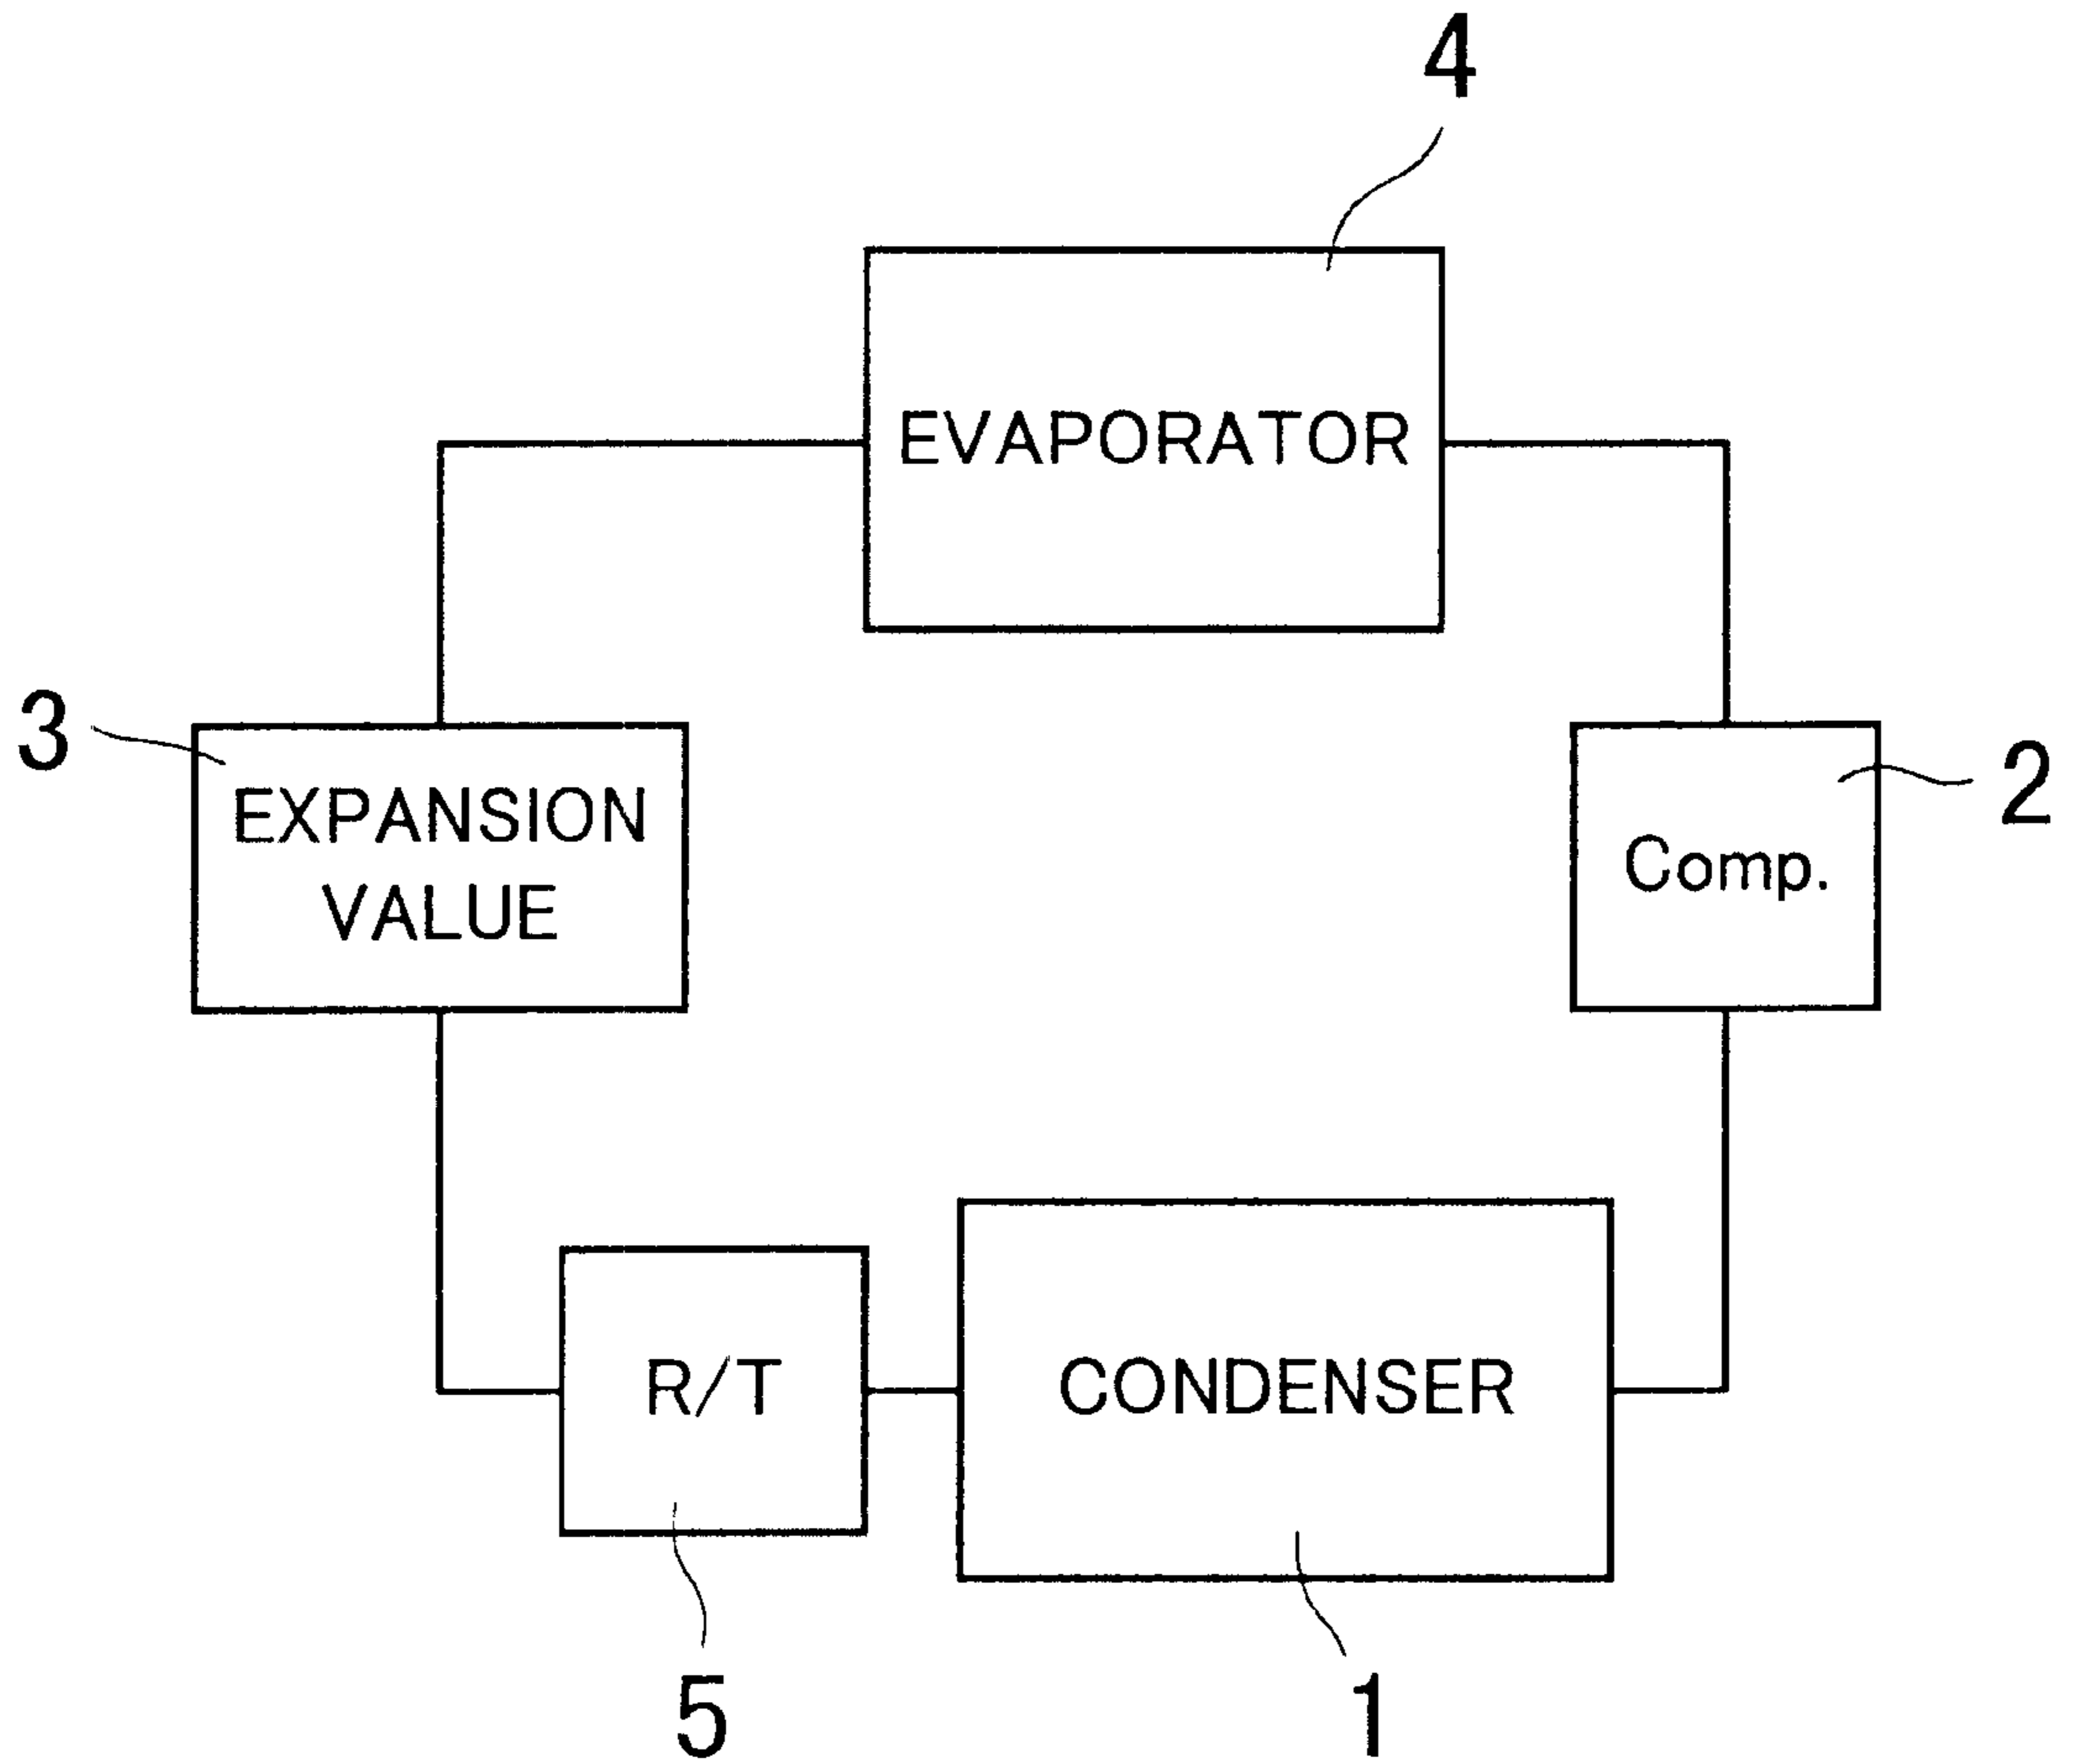 4
EVAPORATOR
3
EXPANSION
VALUE
2
Comp.
R/T
CONDENSER
5
1